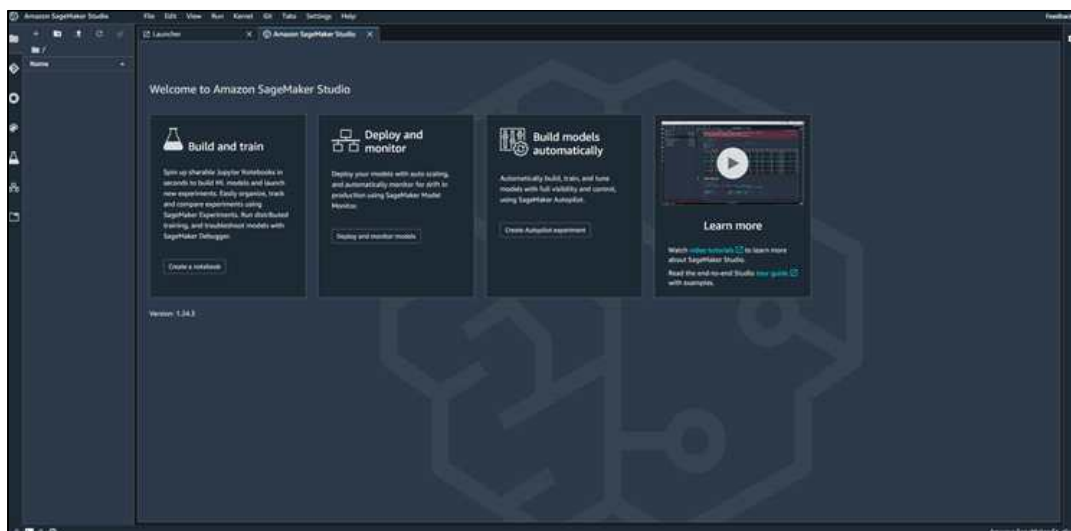 Amazon SageMaker Studio File Edit View Run Kernel Git Tabs Settings Help Feedback
Launcher X Amazon SageMaker Studio X
/
Name
Welcome to Amazon SageMaker Studio
Build and train
Spin up sharable Jupyter Notebooks in
seconds to build ML models and launch
new experiments. Easily organize, track
and compare experiments using
SageMaker Experiments. Run distributed
training, and troubleshoot models with
SageMaker Debugger.
Create a notebook
Deploy and
monitor
Deploy your models with auto scaling,
and automatically monitor for drift in
production using SageMaker Model
Monitor.
Deploy and monitor models
Build models
automatically
Automatically build, train, and tune
models with full visibility and control,
using SageMaker Autopilot.
Create Autopilot experiment
Learn more
Watch video tutorials to learn more
about SageMaker Studio.
Read the end-to-end Studio tour guide
with examples.